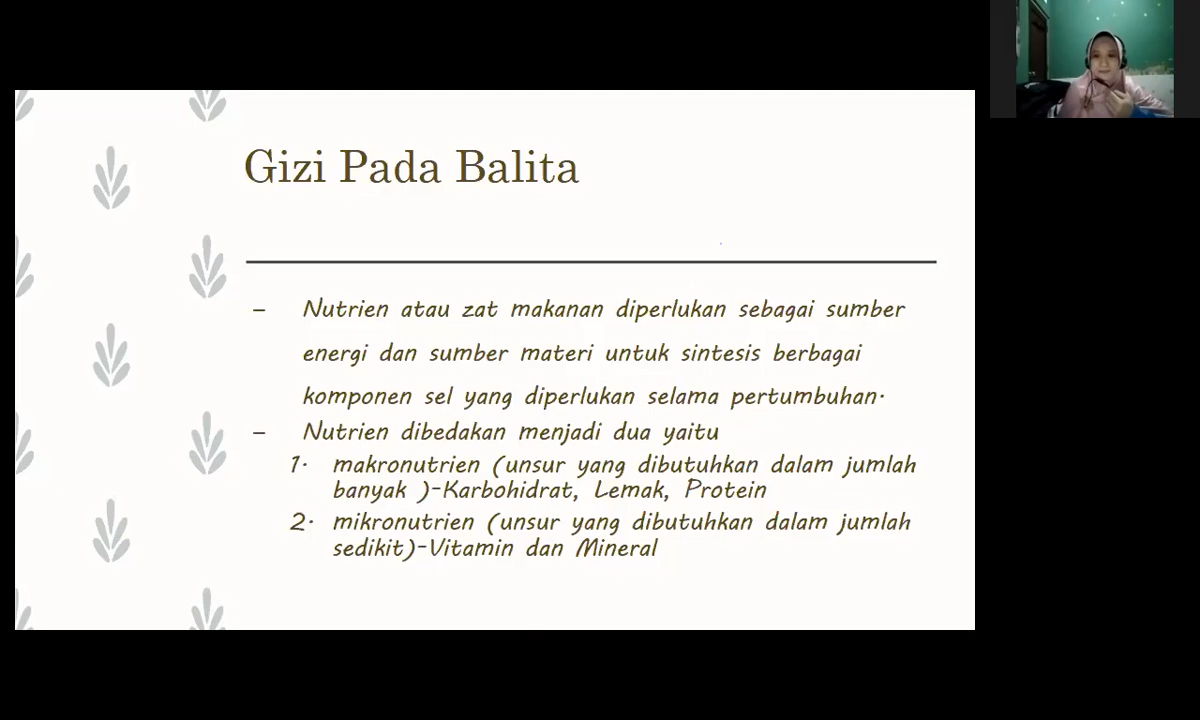 Gizi Pada Balita
– Nutrien atau zat makanan diperlukan sebagai sumber
energi dan sumber materi untuk sintesis berbagai
komponen sel yang diperlukan selama pertumbuhan.
– Nutrien dibedakan menjadi dua yaitu
1. makronutrien (unsur yang dibutuhkan dalam jumlah
banyak )-Karbohidrat, Lemak, Protein
2. mikronutrien (unsur yang dibutuhkan dalam jumlah
sedikit)-Vitamin dan Mineral